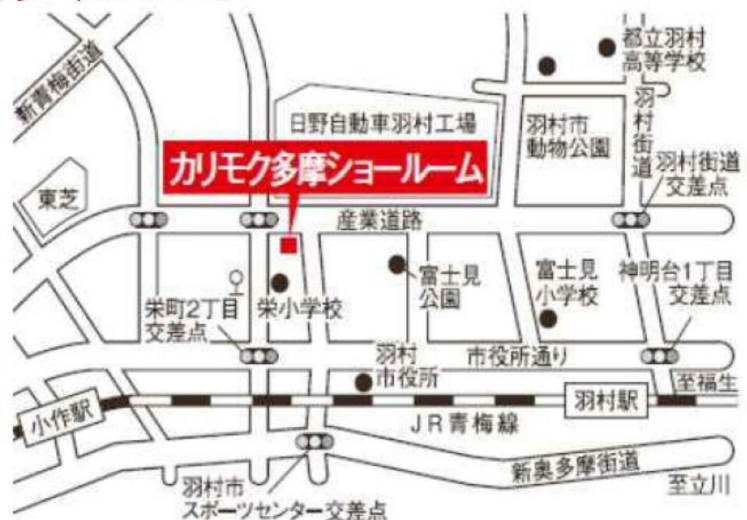 新青梅街道
都立羽村
高等学校
日野自動車羽村工場
羽村市
動物公園
羽村街道
羽村街道
交差点
カリモク多摩ショールーム
東芝
産業道路
富士見
公園
富士見
小学校
神明台1丁目
交差点
栄町2丁目
交差点
栄小学校
羽村
市役所
市役所通り
至福生
小作駅
羽村駅
JR青梅線
新奥多摩街道
至立川
羽村市
スポーツセンター交差点